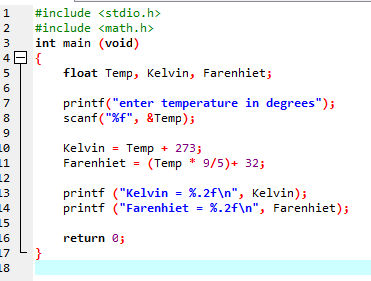 1 #include <stdio.h>
2 #include <math.h>
3 int main (void)
4 {
5 float Temp, Kelvin, Farenhiet;
6
7 printf("enter temperature in degrees");
8 scanf("%f", &Temp);
9
10 Kelvin = Temp + 273;
11 Farenhiet = (Temp * 9/5)+ 32;
12
13 printf ("Kelvin = %.2f\n", Kelvin);
14 printf ("Farenhiet = %.2f\n", Farenhiet);
15
16 return 0;
17 }
18